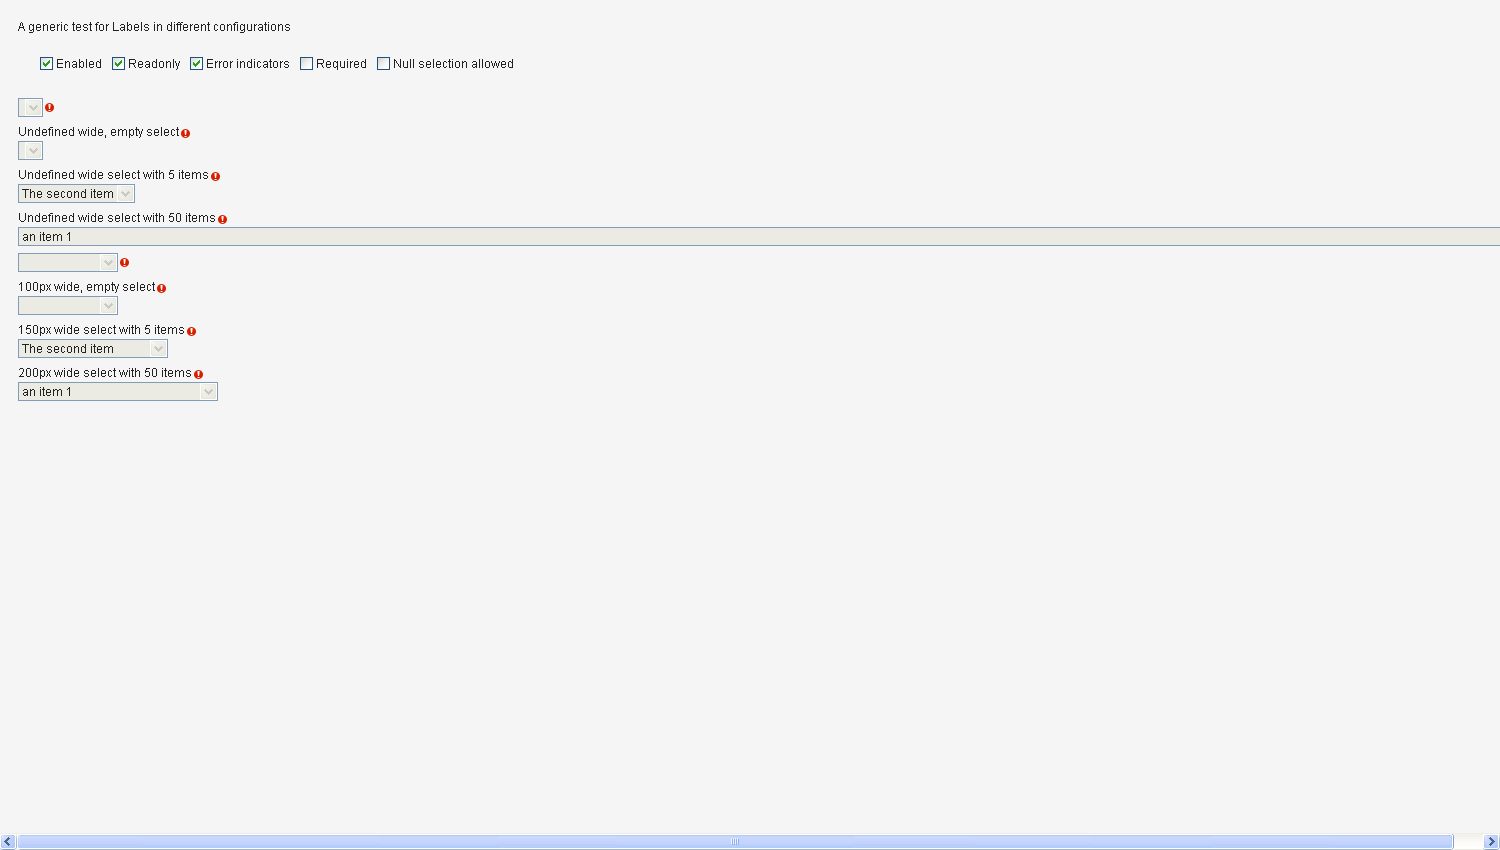 A generic test for Labels in different configurations
Enabled Readonly Error indicators Required Null selection allowed
Undefined wide, empty select
Undefined wide select with 5 items
The second item
Undefined wide select with 50 items
an item 1
100px wide, empty select
150px wide select with 5 items
The second item
200px wide select with 50 items
an item 1